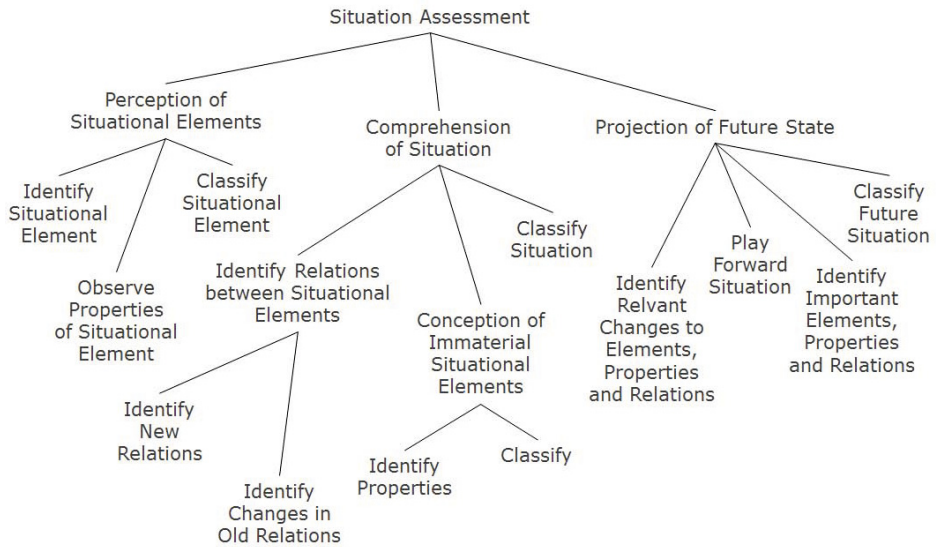 Situation Assessment
Perception of
Situational Elements
Comprehension
of Situation
Projection of Future State
Identify
Situational
Element
Observe
Properties
of Situational
Element
Classify
Situational
Element
Identify Relations
between Situational
Elements
Identify
New
Relations
Identify
Changes in
Old Relations
Conception of
Immaterial
Situational
Elements
Identify
Properties
Classify
Classify
Situation
Identify
Relvant
Changes to
Elements,
Properties
and Relations
Play
Forward
Situation
Identify
Important
Elements,
Properties
and Relations
Classify
Future
Situation